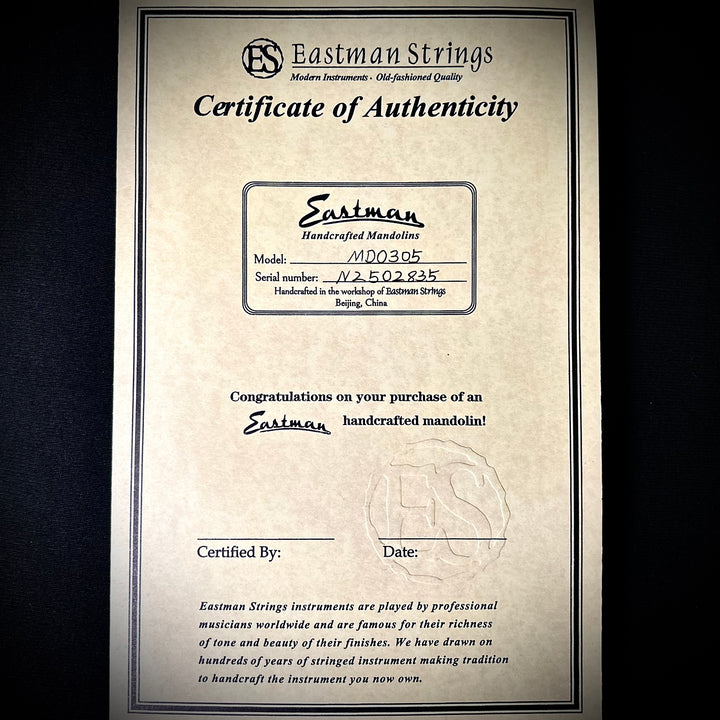 ES Eastman Strings
Modern Instruments · Old-fashioned Quality
Certificate of Authenticity
Eastman
Handcrafted Mandolins
Model: MDO305
Serial number: N2502835
Handcrafted in the workshop of Eastman Strings
Beijing, China
Congratulations on your purchase of an
Eastman handcrafted mandolin!
ES
Certified By: Date:
Eastman Strings instruments are played by professional
musicians worldwide and are famous for their richness
of tone and beauty of their finishes. We have drawn on
hundreds of years of stringed instrument making tradition
to handcraft the instrument you now own.